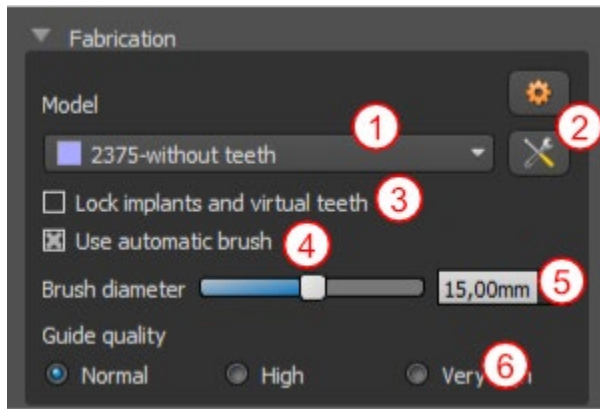 Fabrication
Model
1
2
2375-without teeth
Lock implants and virtual teeth 3
Use automatic brush 4
Brush diameter 15,00mm 5
Guide quality
6
Normal High Very